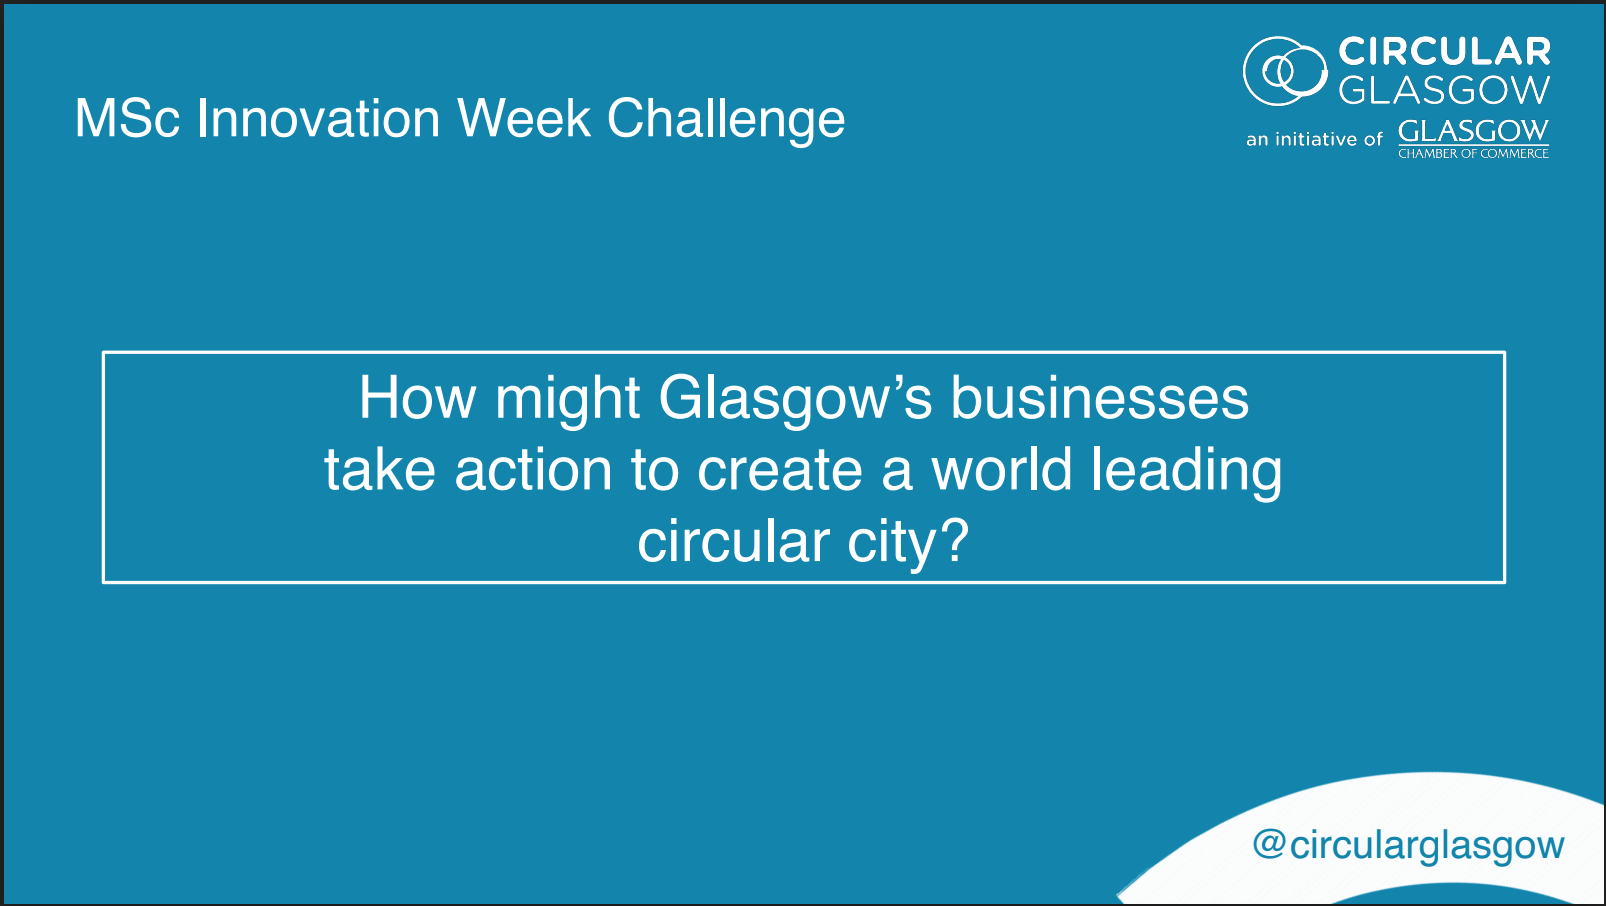 MSc Innovation Week Challenge
CIRCULAR
GLASGOW
an initiative of GLASGOW
CHAMBER OF COMMERCE
How might Glasgow’s businesses
take action to create a world leading
circular city?
@circularglasgow